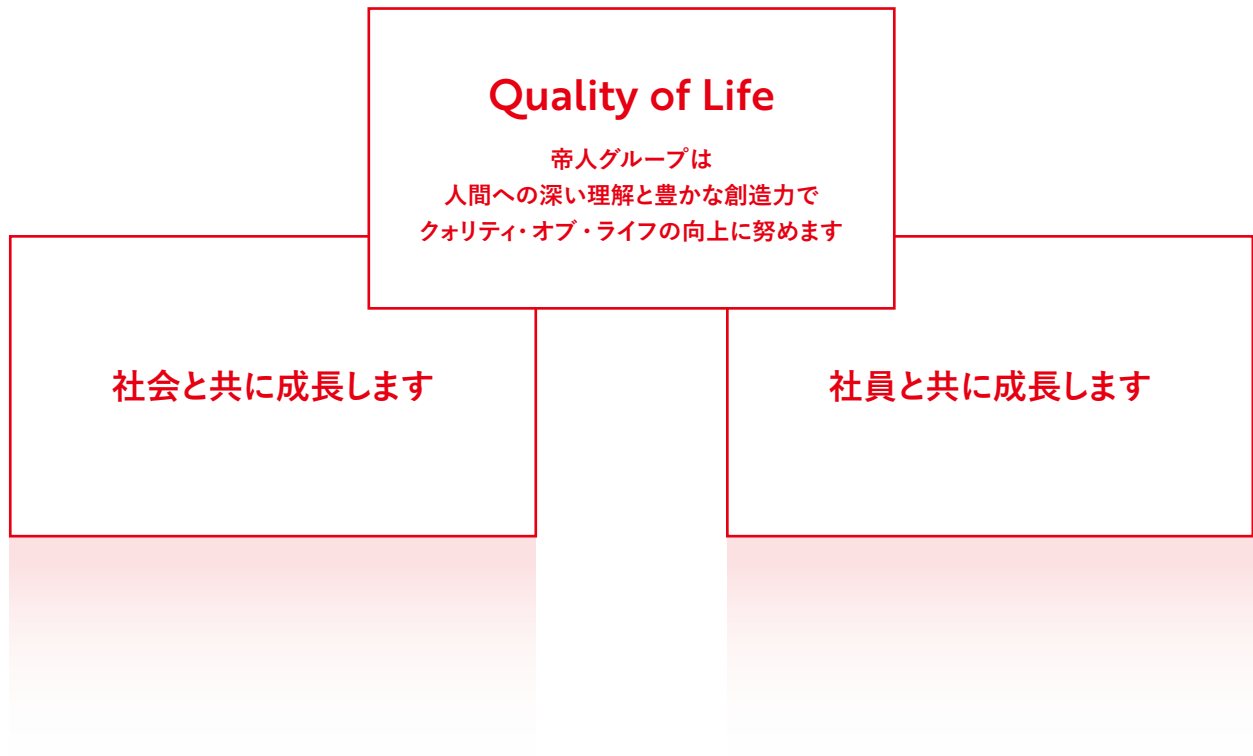 Quality of Life
帝人グループは
人間への深い理解と豊かな創造力で
クォリティ・オブ・ライフの向上に努めます
社会と共に成長します
社員と共に成長します